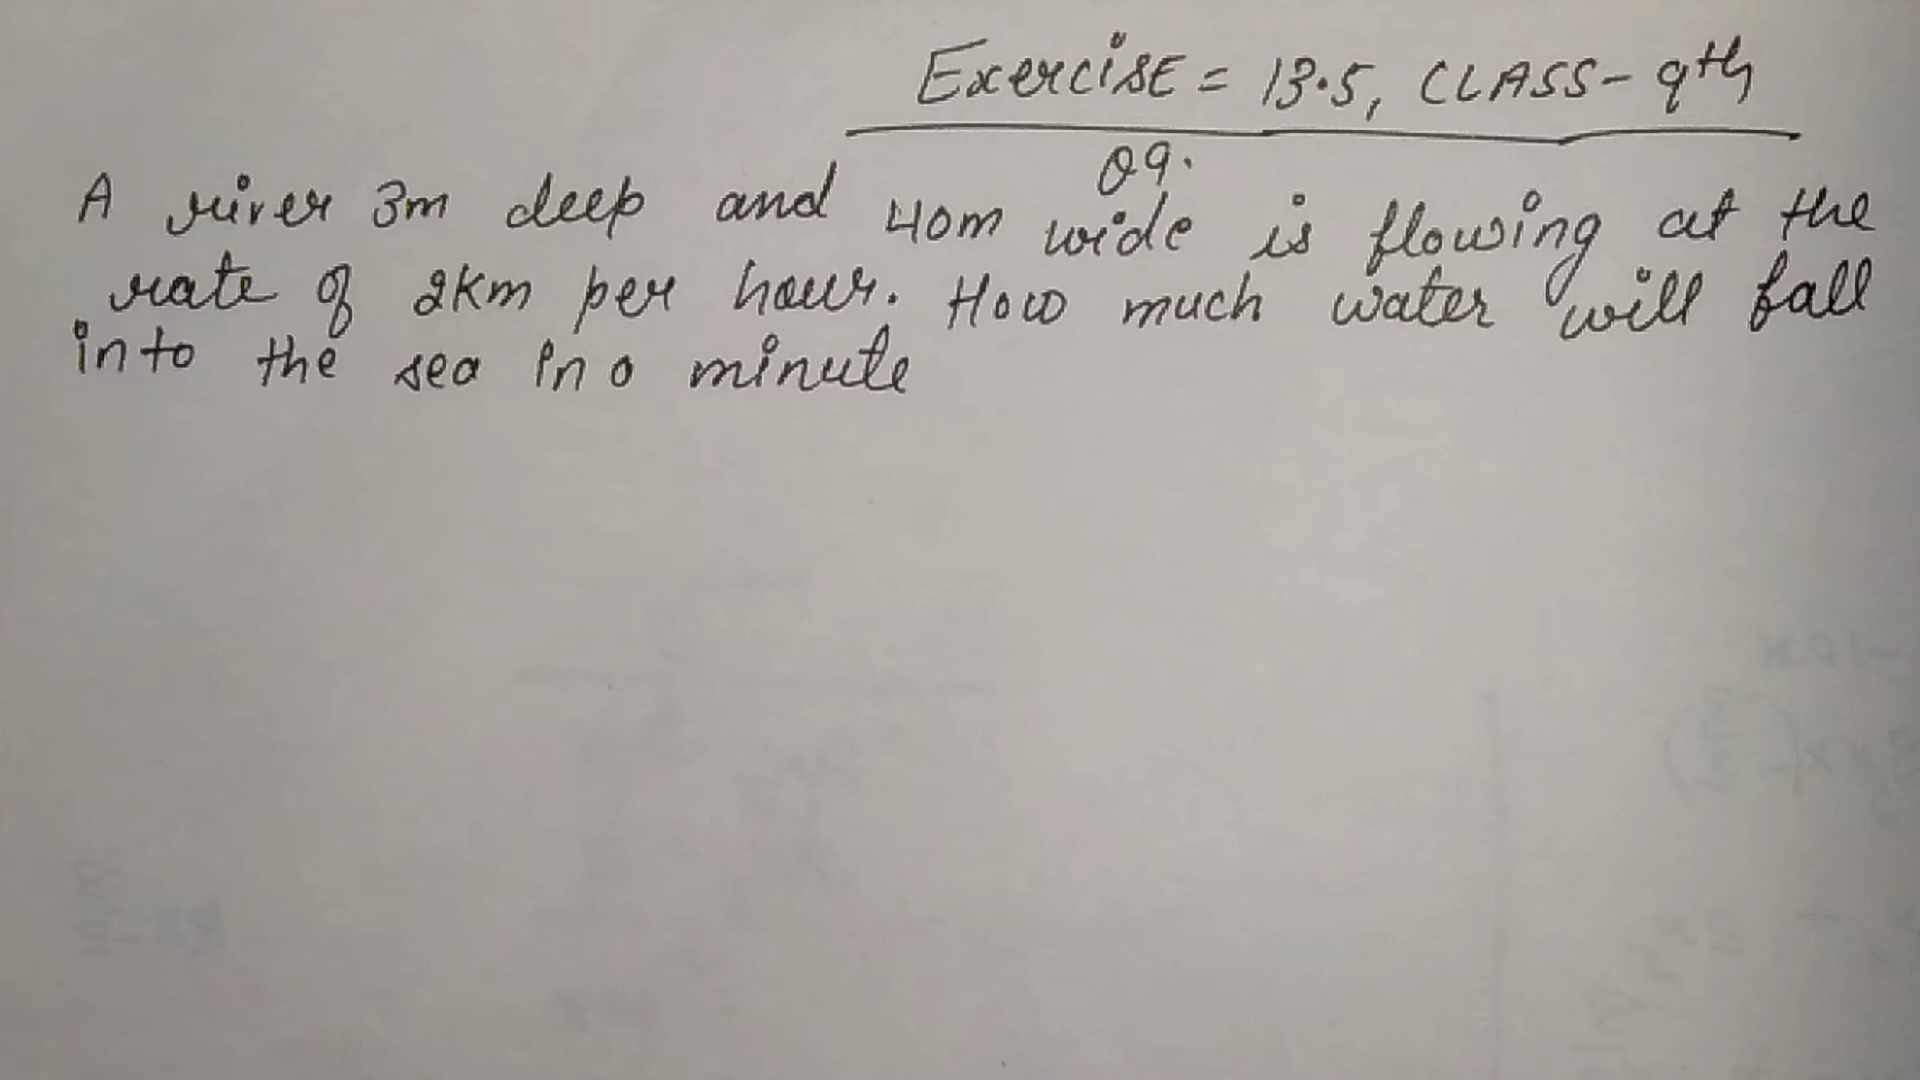 ExerciSE = 13.5, CLASS- 9th
Q9.
A river 3m deep and 40m wide is flowing at the
rate of 2Km per hour. How much water will fall
into the sea in a minute